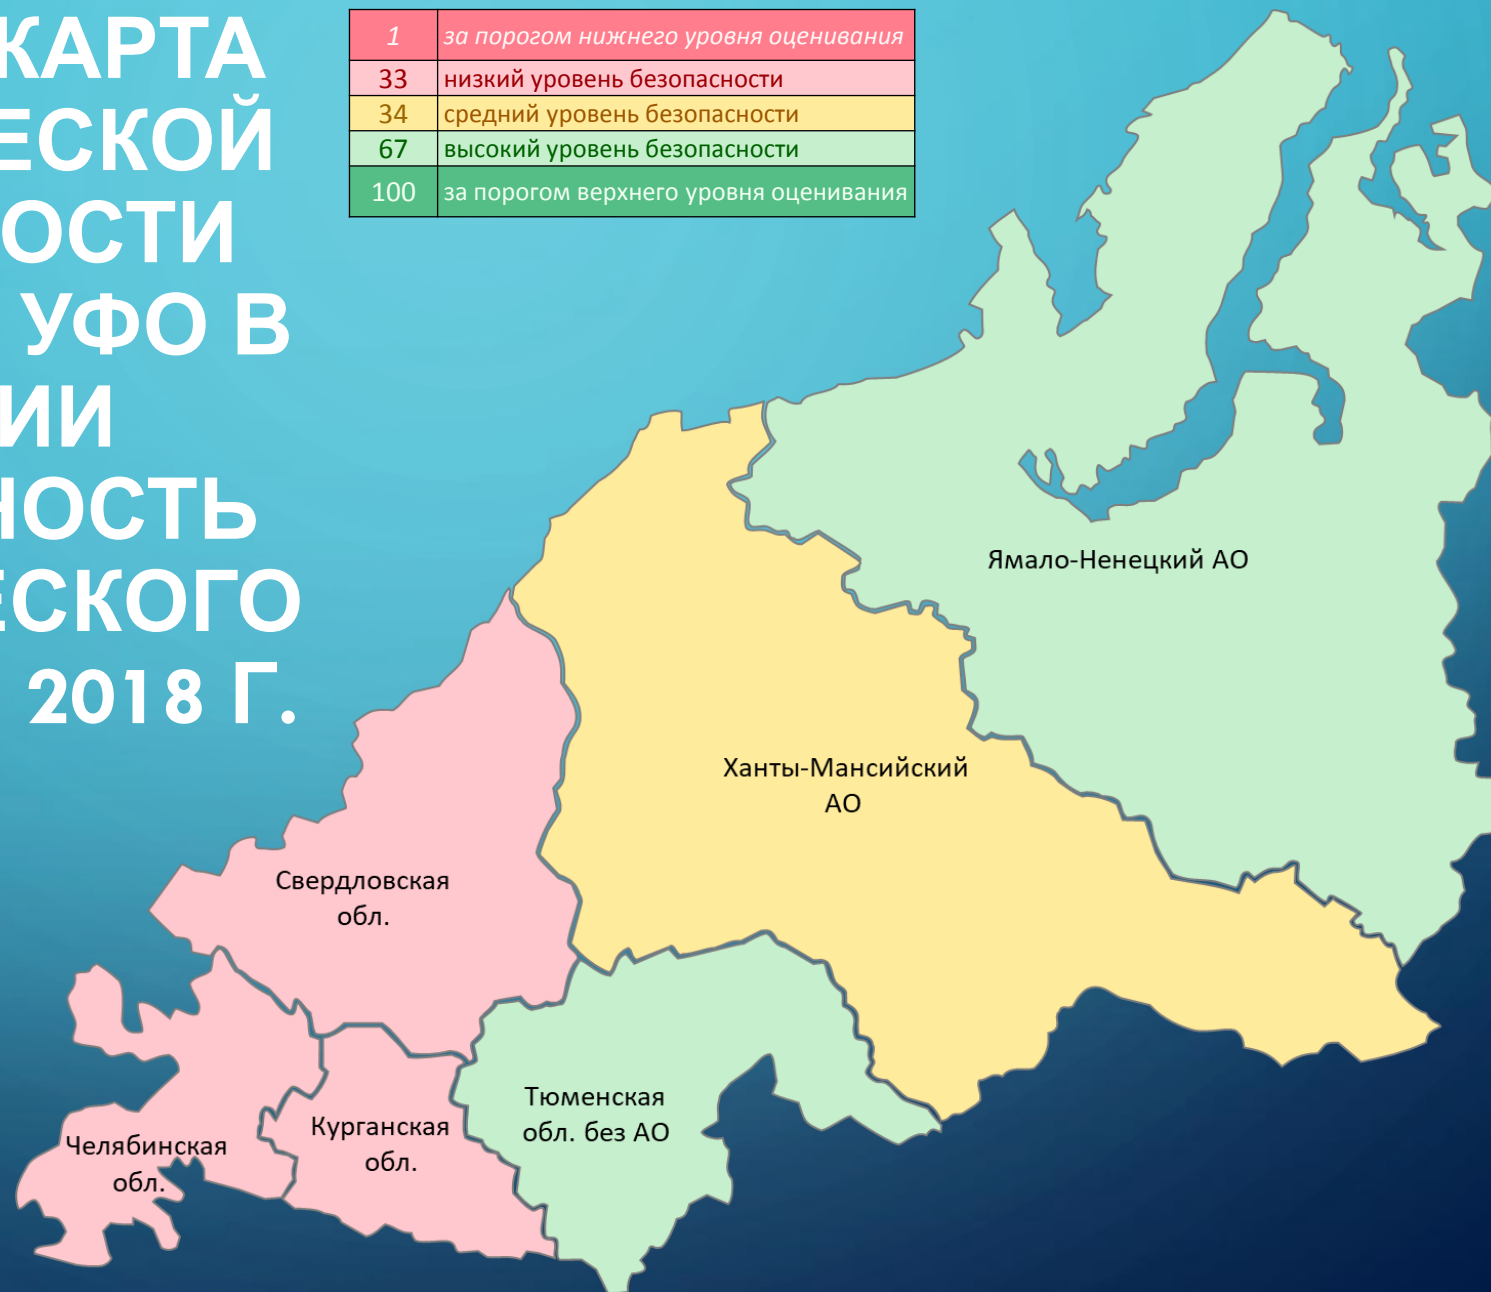 КАРТА
ЕСКОЙ
ОСТИ
УФО В
ИИ
НОСТЬ
ЕСКОГО
2018 Г.
1 за порогом нижнего уровня оценивания
33 низкий уровень безопасности
34 средний уровень безопасности
67 высокий уровень безопасности
100 за порогом верхнего уровня оценивания
Ямало-Ненецкий АО
Ханты-Мансийский
АО
Свердловская
обл.
Тюменская
обл. без АО
Курганская
обл.
Челябинская
обл.